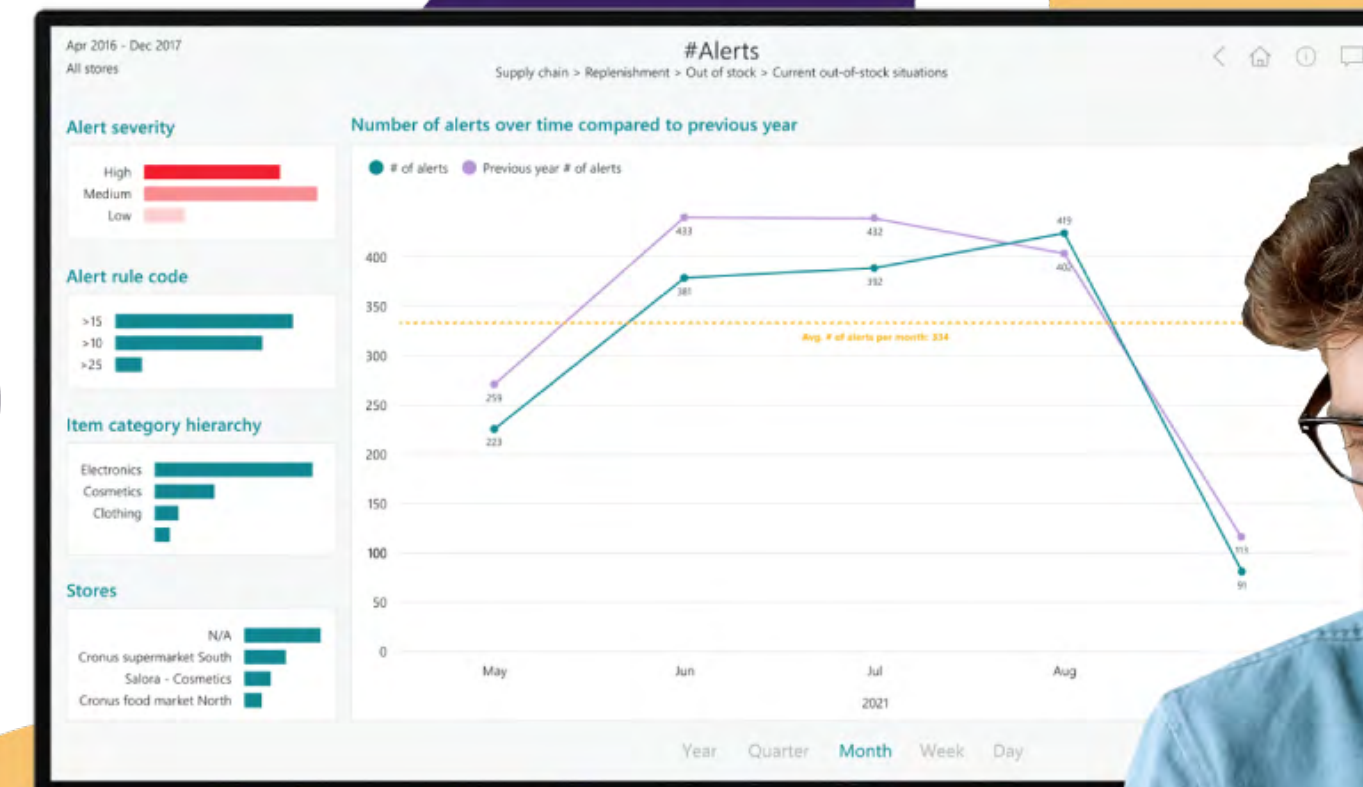 Apr 2016 - Dec 2017
All stores
#Alerts
Supply chain > Replenishment > Out of stock > Current out-of-stock situations
Alert severity
High
Medium
Low
Alert rule code
>15
>10
>25
Item category hierarchy
Electronics
Cosmetics
Clothing
Stores
N/A
Cronus supermarket South
Salora - Cosmetics
Cronus food market North
Number of alerts over time compared to previous year
# of alerts
Previous year # of alerts
400
350
300
250
200
150
100
50
0
259
223
433
381
432
392
419
402
113
91
Avg. # of alerts per month: 334
May
Jun
Jul
Aug
2021
Year Quarter Month Week Day